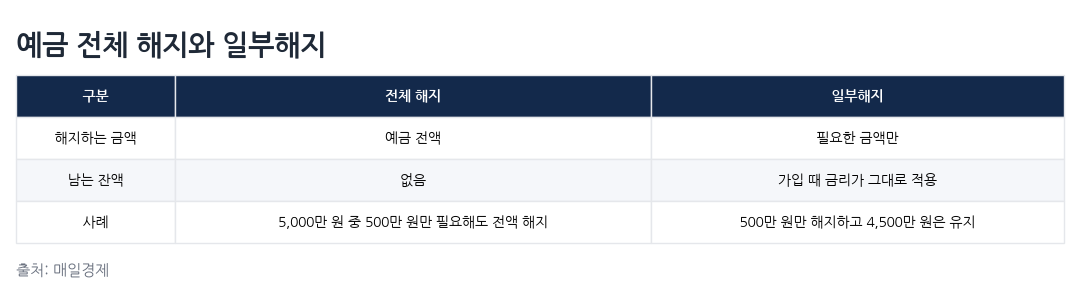 예금 전체 해지와 일부해지
구분 전체 해지 일부해지
해지하는 금액 예금 전액 필요한 금액만
남는 잔액 없음 가입 때 금리가 그대로 적용
사례 5,000만 원 중 500만 원만 필요해도 전액 해지 500만 원만 해지하고 4,500만 원은 유지
출처: 매일경제